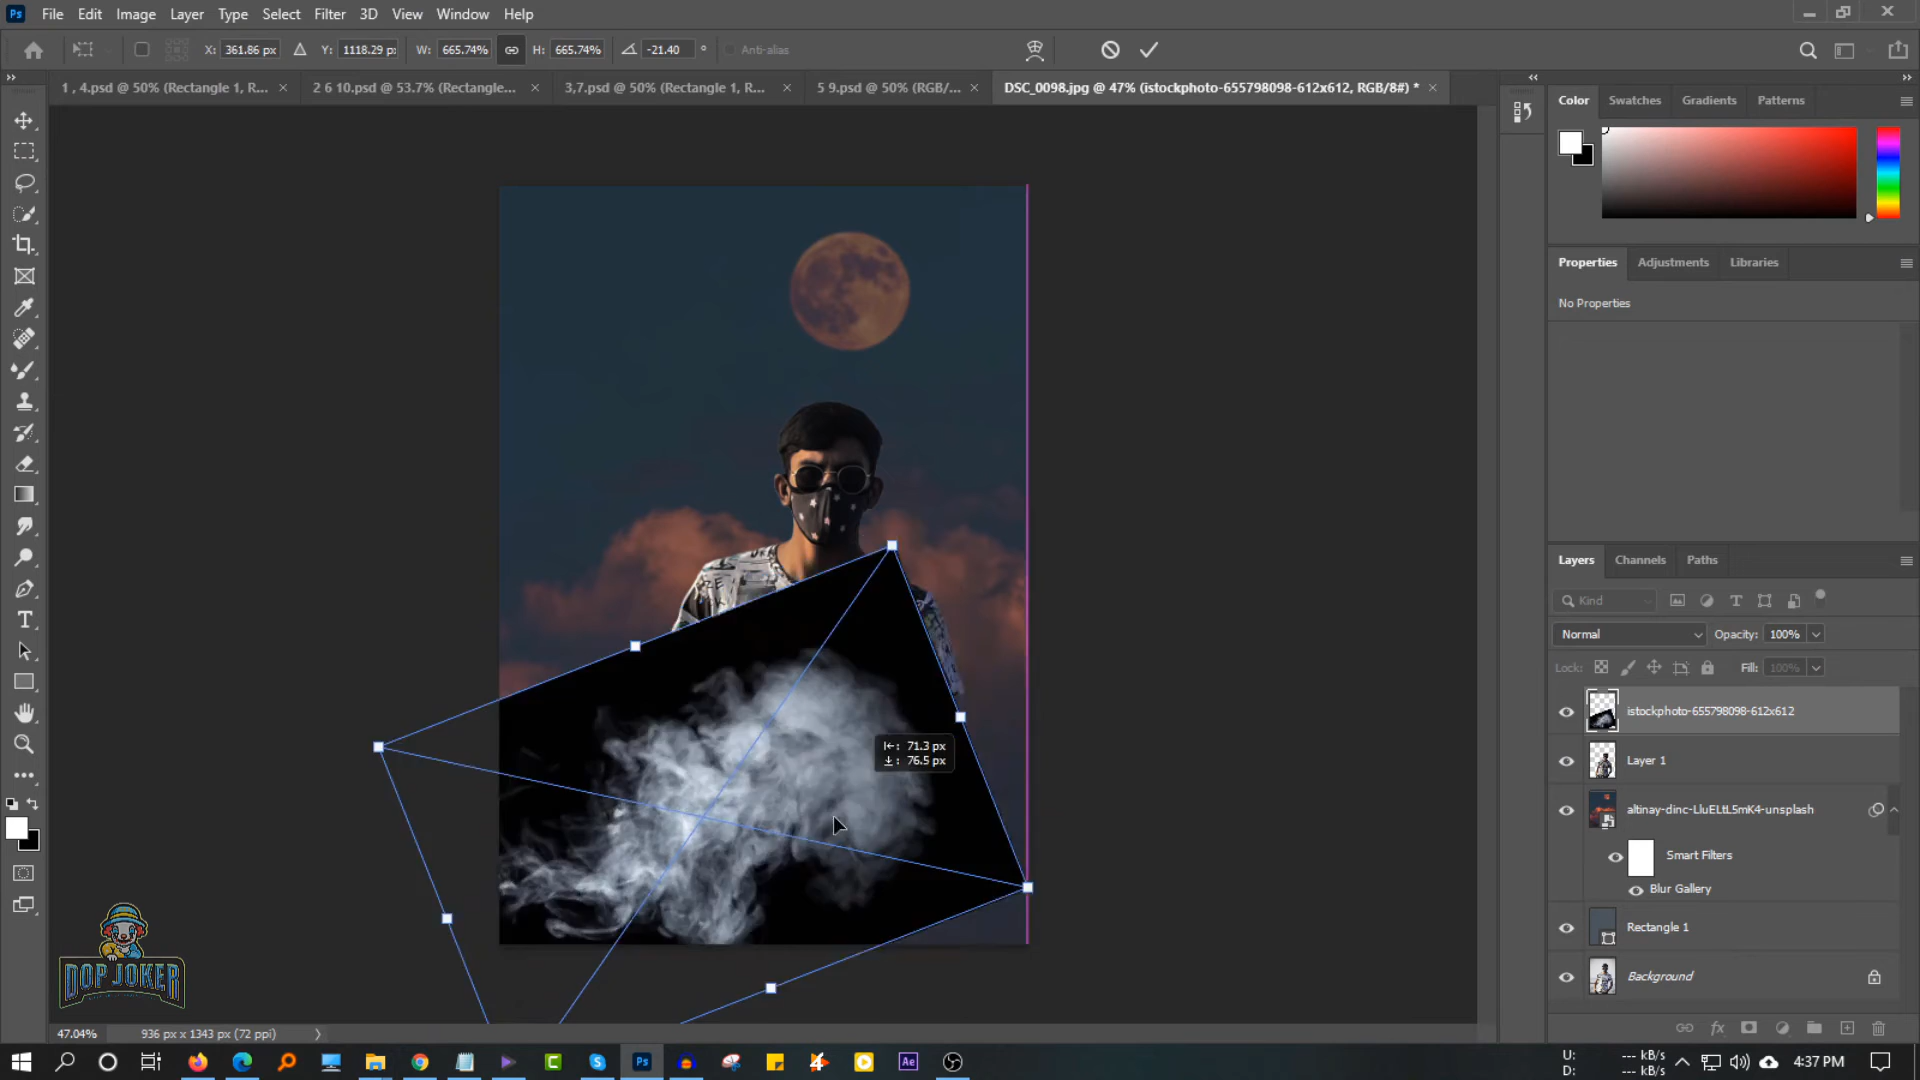 Ps File Edit Image Layer Type Select Filter 3D View Window Help
X: 361.86 px Y: 1118.29 p: W: 665.74% H: 665.74% -21.40 ° Anti-alias
1 , 4.psd @ 50% (Rectangle 1, R... × 2 6 10.psd @ 53.7% (Rectangle... × 3,7.psd @ 50% (Rectangle 1, R... × 5 9.psd @ 50% (RGB/... × DSC_0098.jpg @ 47% (istockphoto-655798098-612x612, RGB/8#) * ×
Color Swatches Gradients Patterns
Properties Adjustments Libraries
No Properties
Layers Channels Paths
Kind
Normal Opacity: 100%
Lock: Fill: 100%
istockphoto-655798098-612x612
Layer 1
altinay-dinc-LluELtL5mK4-unsplash
Smart Filters
Blur Gallery
Rectangle 1
Background
71.3 px
76.5 px
DOP JOKER
47.04% 936 px x 1343 px (72 ppi)
Ps Ae U: --- kB/s
D: --- kB/s
4:37 PM